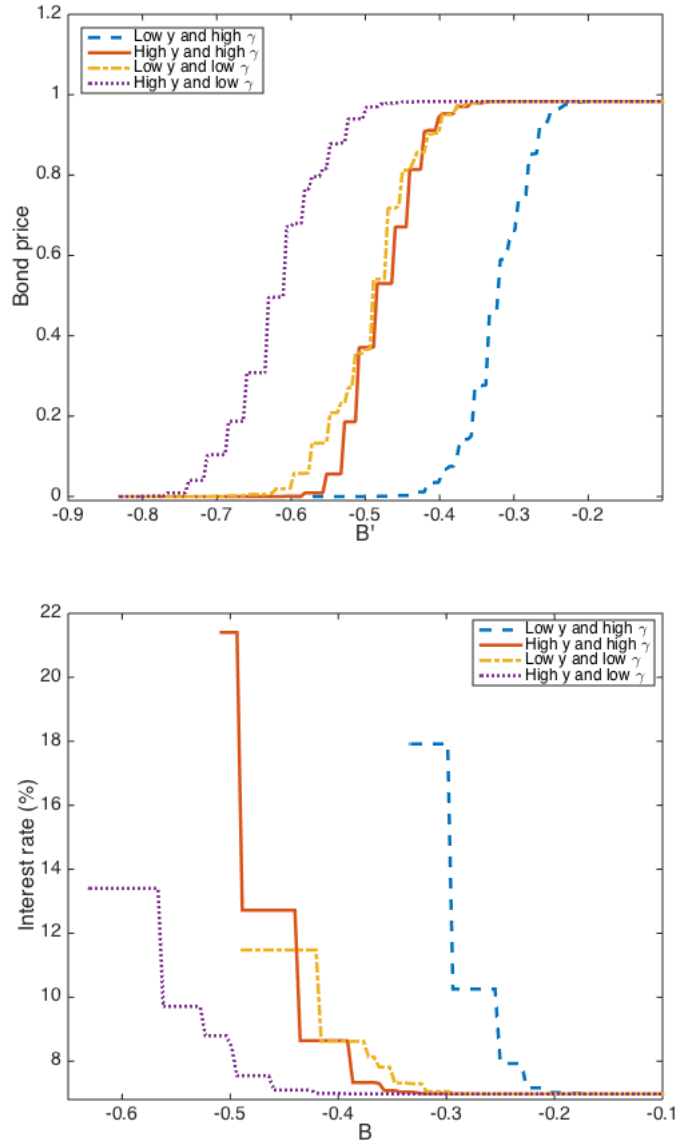 1.2
1
0.8
0.6
0.4
0.2
0
Bond price
Low y and high γ
High y and high γ
Low y and low γ
High y and low γ
-0.9 -0.8 -0.7 -0.6 -0.5 -0.4 -0.3 -0.2
B'
22
20
18
16
14
12
10
8
Interest rate (%)
Low y and high γ
High y and high γ
Low y and low γ
High y and low γ
-0.6 -0.5 -0.4 -0.3 -0.2 -0.1
B